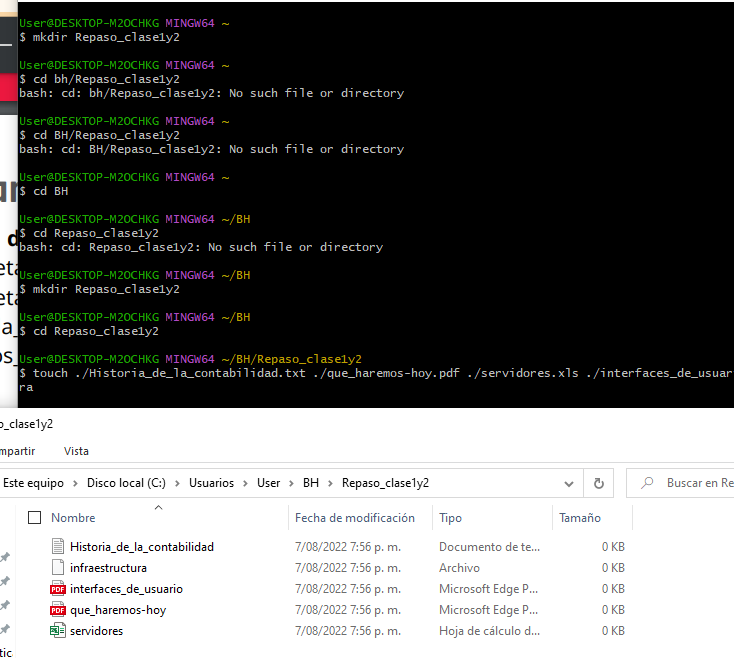 User@DESKTOP-M2OCHKG MINGW64 ~
$ mkdir Repaso_clase1y2
User@DESKTOP-M2OCHKG MINGW64 ~
$ cd bh/Repaso_clase1y2
bash: cd: bh/Repaso_clase1y2: No such file or directory
User@DESKTOP-M2OCHKG MINGW64 ~
$ cd BH/Repaso_clase1y2
bash: cd: BH/Repaso_clase1y2: No such file or directory
User@DESKTOP-M2OCHKG MINGW64 ~
$ cd BH
User@DESKTOP-M2OCHKG MINGW64 ~/BH
$ cd Repaso_clase1y2
bash: cd: Repaso_clase1y2: No such file or directory
User@DESKTOP-M2OCHKG MINGW64 ~/BH
$ mkdir Repaso_clase1y2
User@DESKTOP-M2OCHKG MINGW64 ~/BH
$ cd Repaso_clase1y2
User@DESKTOP-M2OCHKG MINGW64 ~/BH/Repaso_clase1y2
$ touch ./Historia_de_la_contabilidad.txt ./que_haremos-hoy.pdf ./servidores.xls ./interfaces_de_usuar
ra
o_clase1y2
mpartir Vista
Este equipo > Disco local (C:) > Usuarios > User > BH > Repaso_clase1y2 Buscar en Re
Nombre Fecha de modificación Tipo Tamaño
Historia_de_la_contabilidad 7/08/2022 7:56 p. m. Documento de te... 0 KB
infraestructura 7/08/2022 7:56 p. m. Archivo 0 KB
PDF interfaces_de_usuario 7/08/2022 7:56 p. m. Microsoft Edge P... 0 KB
PDF que_haremos-hoy 7/08/2022 7:56 p. m. Microsoft Edge P... 0 KB
servidores 7/08/2022 7:56 p. m. Hoja de cálculo d... 0 KB